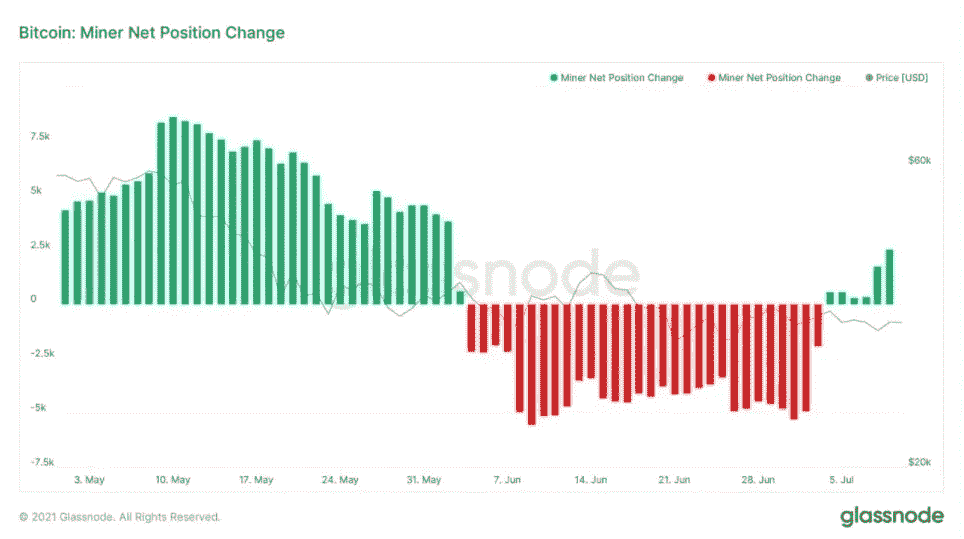 Bitcoin: Miner Net Position Change
Miner Net Position Change Miner Net Position Change Price [USD]
7.5k
$60k
5k
2.5k
glassnode
0
-2.5k
-5k
-7.5k
$20k
3. May 10. May 17. May 24. May 31. May 7. Jun 14. Jun 21. Jun 28. Jun 5. Jul
© 2021 Glassnode. All Rights Reserved.
glassnode